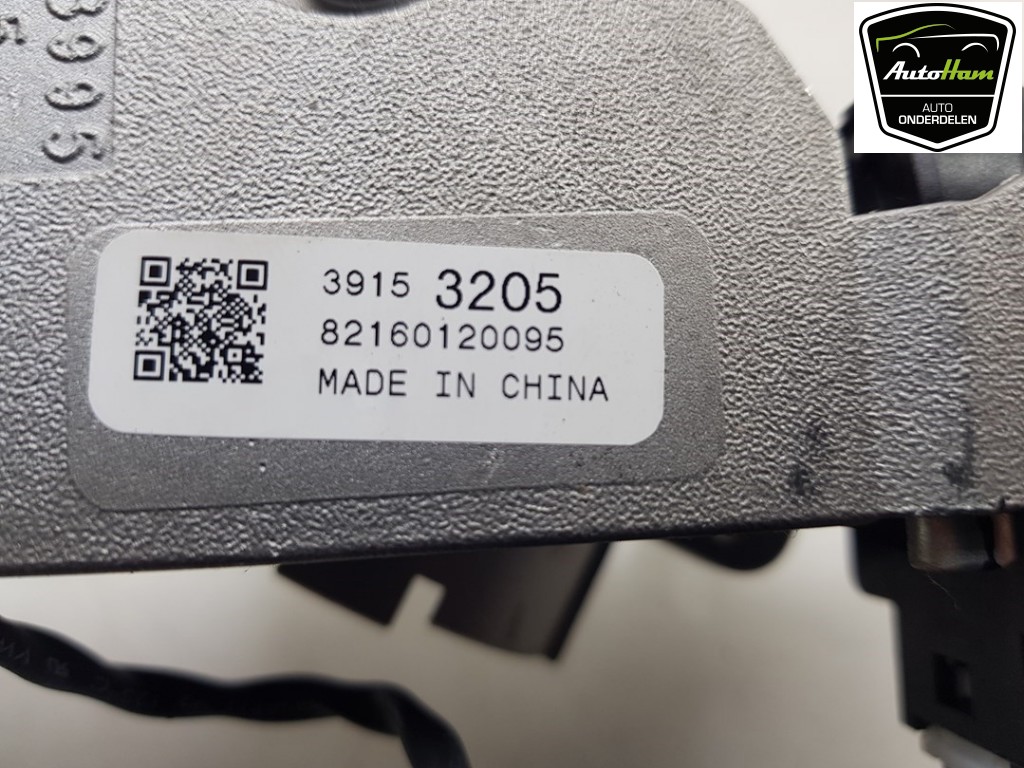 3995
AutoHam
AUTO
ONDERDELEN
3915 3205
82160120095
MADE IN CHINA